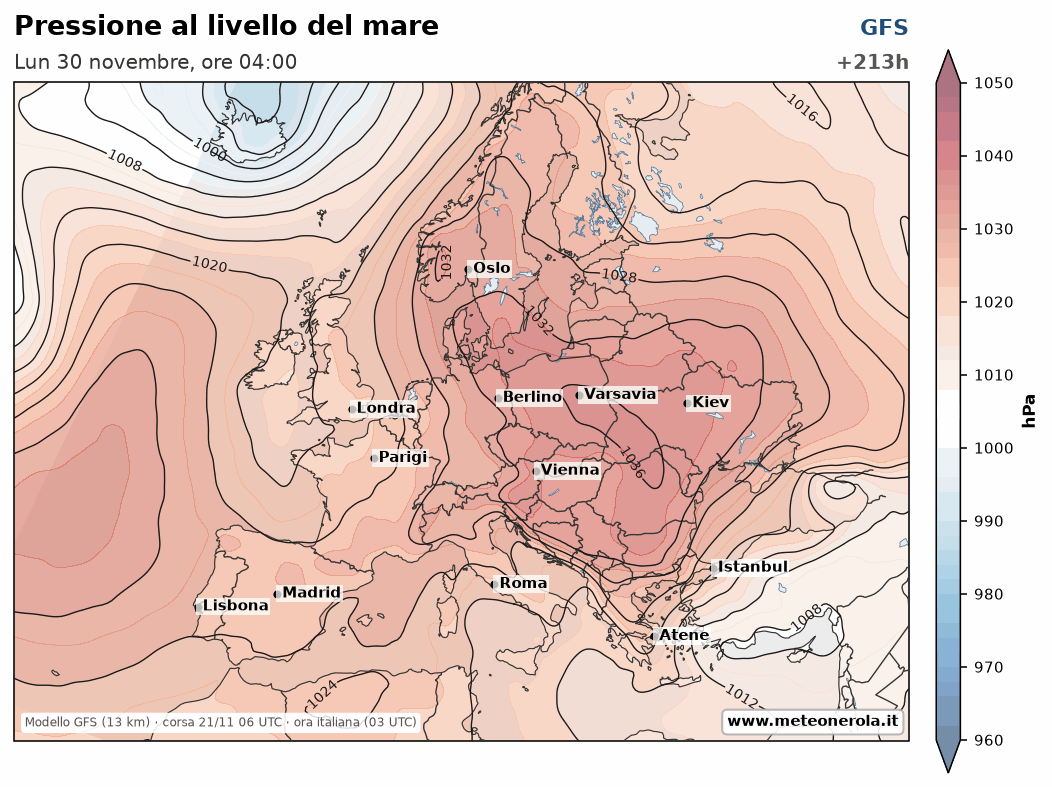 Pressione al livello del mare
GFS
Lun 30 novembre, ore 04:00
+213h
1016
1008
1000
1020
1032
Oslo
1028
1032
Londra
Berlino
Varsavia
Kiev
Parigi
Vienna
1036
Istanbul
Madrid
Roma
Lisbona
1008
Atene
1024
1012
8
Modello GFS (13 km) · corsa 21/11 06 UTC · ora italiana (03 UTC)
www.meteonerola.it
1050
1040
1030
1020
1010
1000
990
980
970
960
hPa